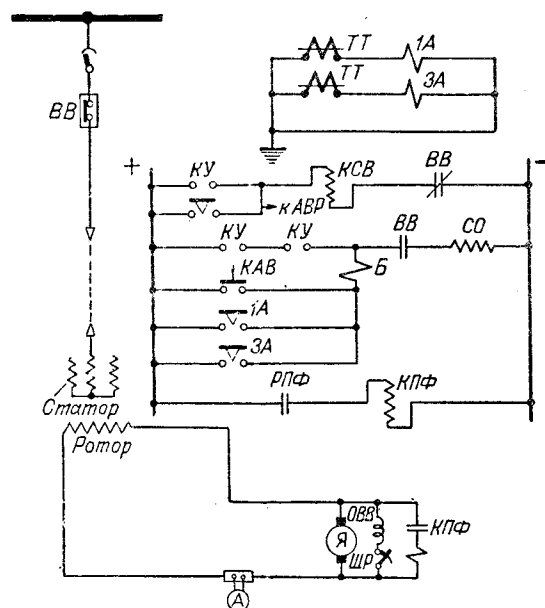 ТТ
1А
ТТ
3А
ВВ
+
КУ
КСВ
ВВ
−
кАВР
КУ
КУ
ВВ
СО
КАВ
Б
1А
3А
РПФ
КПФ
Статор
Ротор
ОВВ
КПФ
Я
ШР
А